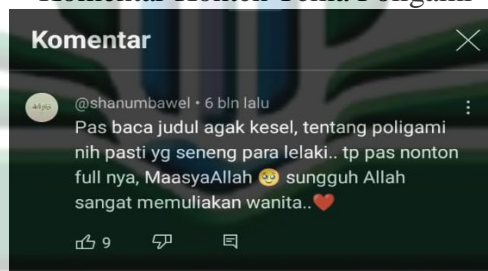 Komentar
@shanumbawel • 6 bln lalu
Pas baca judul agak kesel, tentang poligami
nih pasti yg seneng para lelaki.. tp pas nonton
full nya, MaasyaAllah 🥹 sungguh Allah
sangat memuliakan wanita..❤️
9